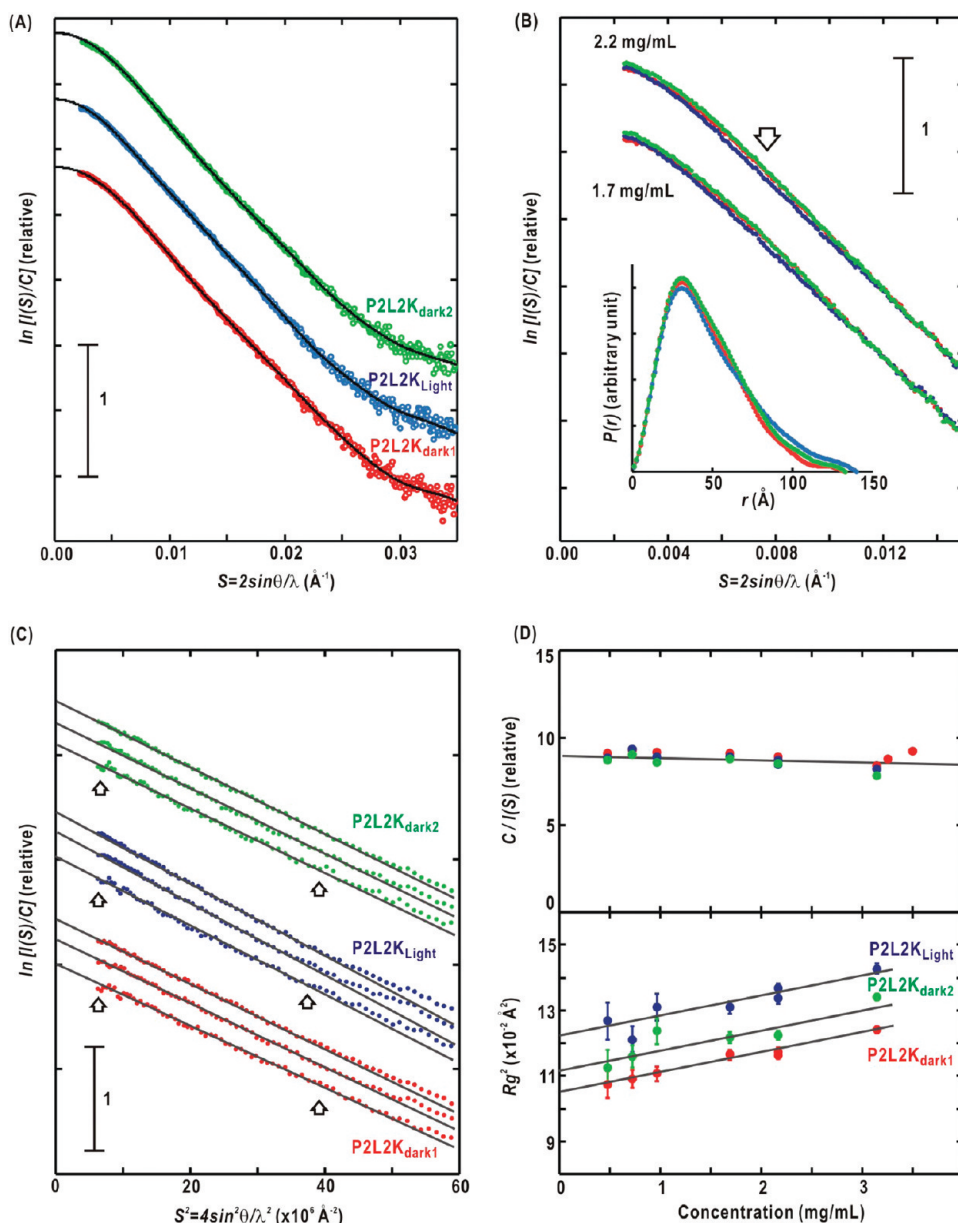 (A)
ln [I(S)/C] (relative)
P2L2Kdark2
P2L2KLight
P2L2Kdark1
1
0.00 0.01 0.02 0.03
S=2sinθ/λ (Å-1)
(B)
ln [I(S)/C] (relative)
2.2 mg/mL
1.7 mg/mL
1
P(r) (arbitrary unit)
0 50 100 150
r (Å)
0.00 0.004 0.008 0.012
S=2sinθ/λ (Å-1)
(C)
ln [I(S)/C] (relative)
P2L2Kdark2
P2L2KLight
P2L2Kdark1
1
0 20 40 60
S2=4sin2θ/λ2 (x106 Å-2)
(D)
C / I(S) (relative)
15
10
5
0
Rg2 (x10-2 Å2)
15
13
11
9
P2L2KLight
P2L2Kdark2
P2L2Kdark1
0 1 2 3
Concentration (mg/mL)